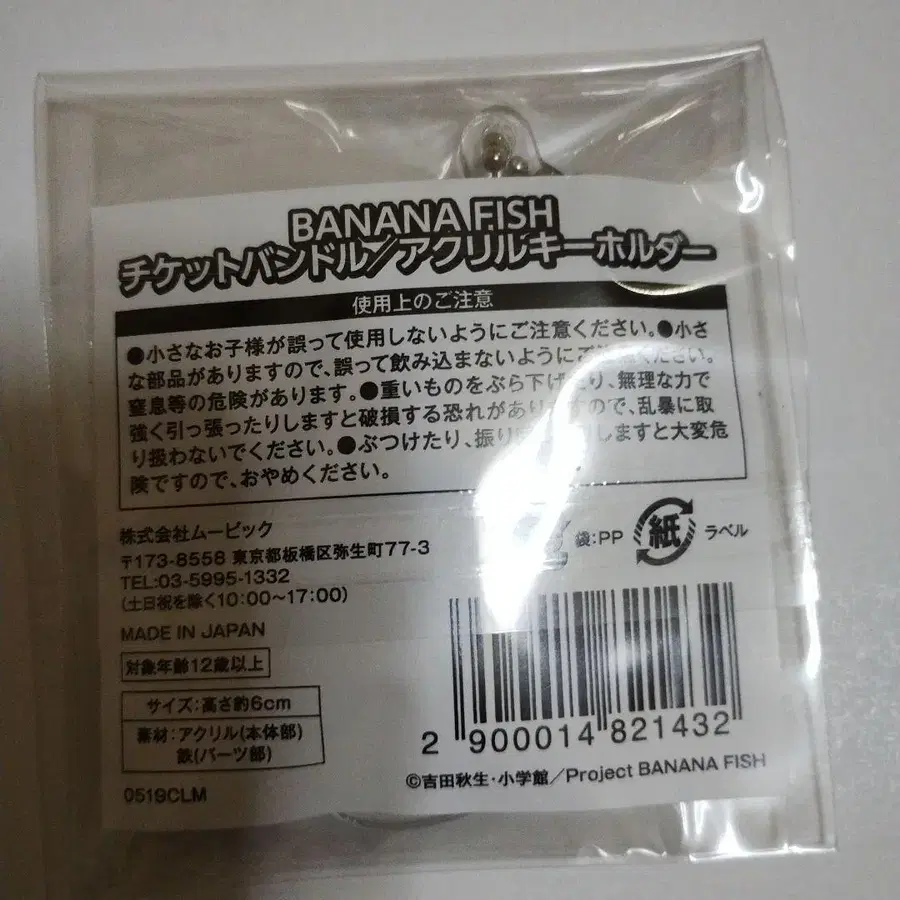 BANANA FISH
チケットバンドル/アクリルキーホルダー
使用上のご注意
●小さなお子様が誤って使用しないようにご注意ください。●小さ
な部品がありますので、誤って飲み込まないようにご ください。
窒息等の危険があります。●重いものをぶら下げたり、無理な力で
強く引っ張ったりしますと破損する恐れがありますので、乱暴に取
り扱わないでください。●ぶつけたり、振り しますと大変危
険ですので、おやめください。
株式会社ムービック
〒173-8558 東京都板橋区弥生町77-3
TEL:03-5995-1332
(土日祝を除く10:00〜17:00)
袋:PP 紙 ラベル
MADE IN JAPAN
対象年齢12歳以上
サイズ:高さ約6cm
素材:アクリル(本体部)
鉄(パーツ部)
0519CLM
2 900014 821432
©吉田秋生・小学館/Project BANANA FISH